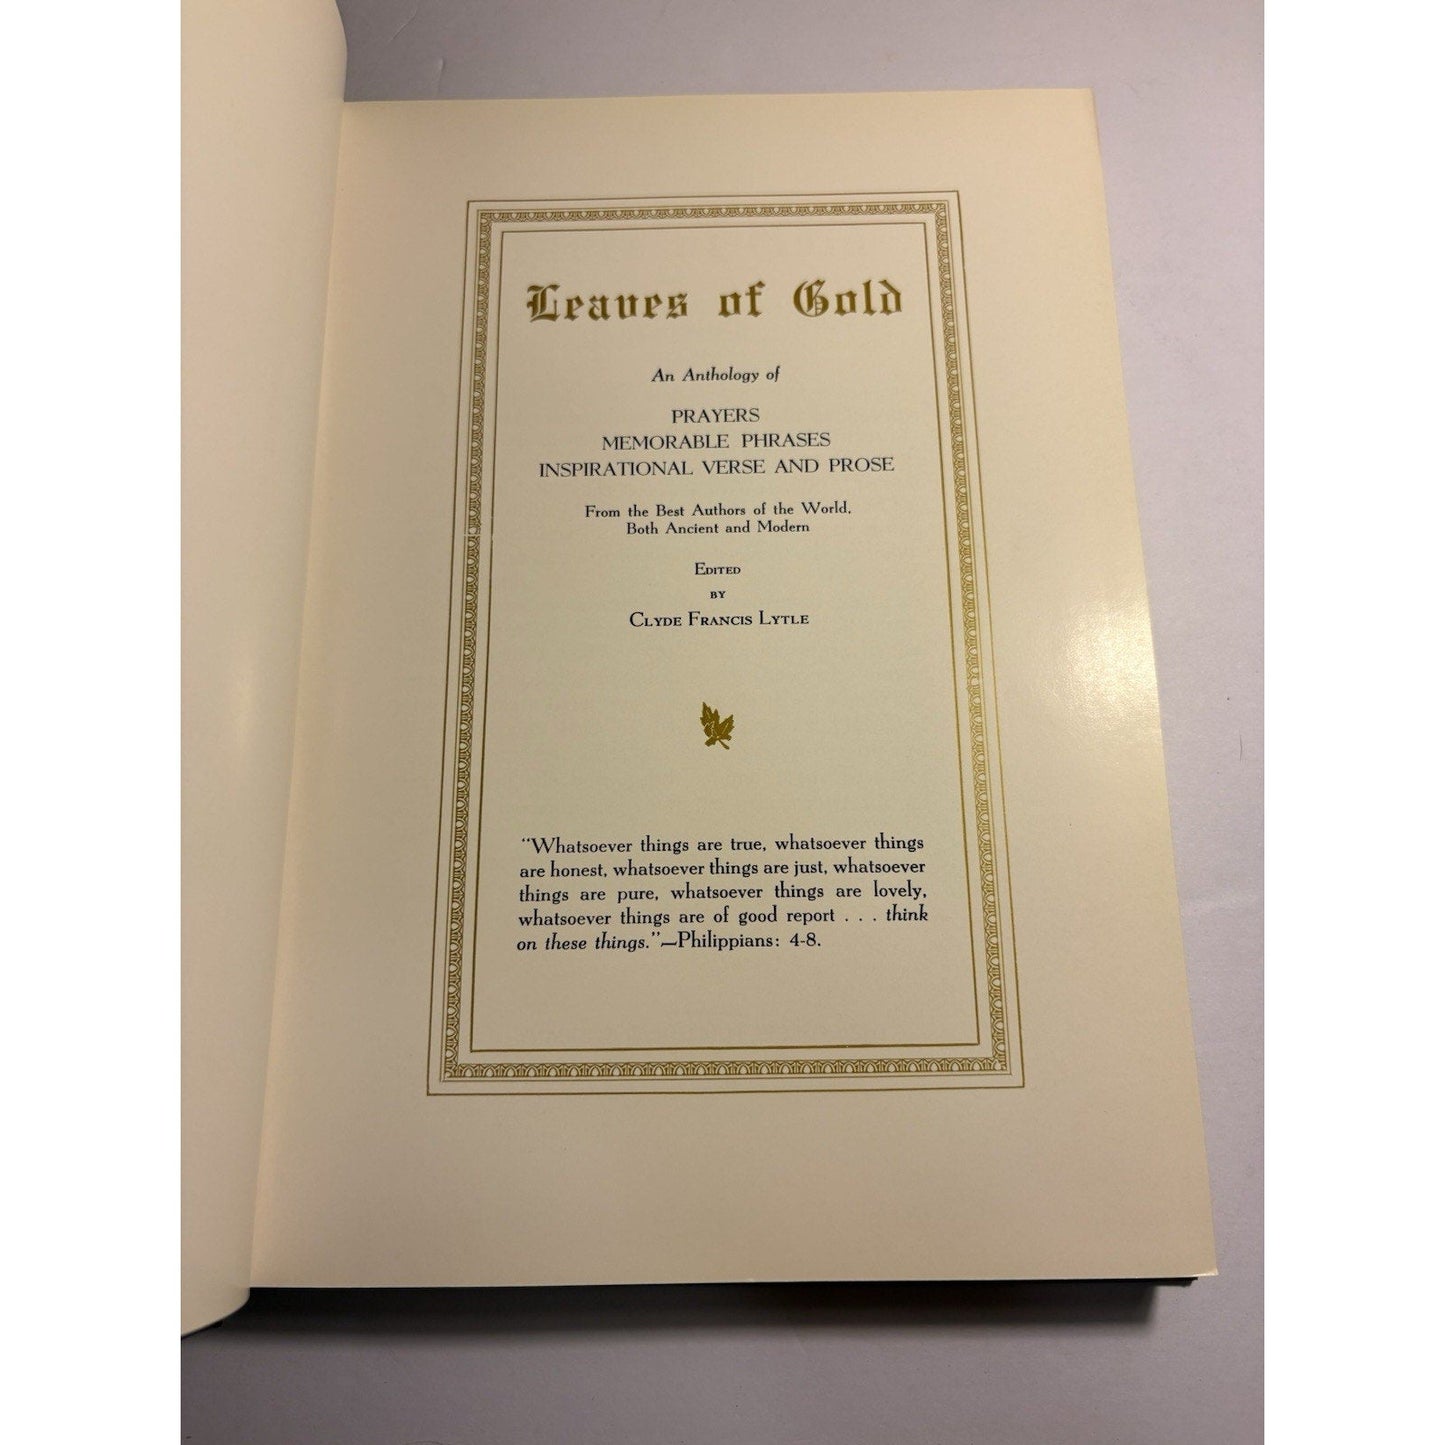 Leaves of Gold
An Anthology of
PRAYERS
MEMORABLE PHRASES
INSPIRATIONAL VERSE AND PROSE
From the Best Authors of the World,
Both Ancient and Modern
EDITED
BY
CLYDE FRANCIS LYTLE
"Whatsoever things are true, whatsoever things
are honest, whatsoever things are just, whatsoever
things are pure, whatsoever things are lovely,
whatsoever things are of good report . . . think
on these things."—Philippians: 4-8.